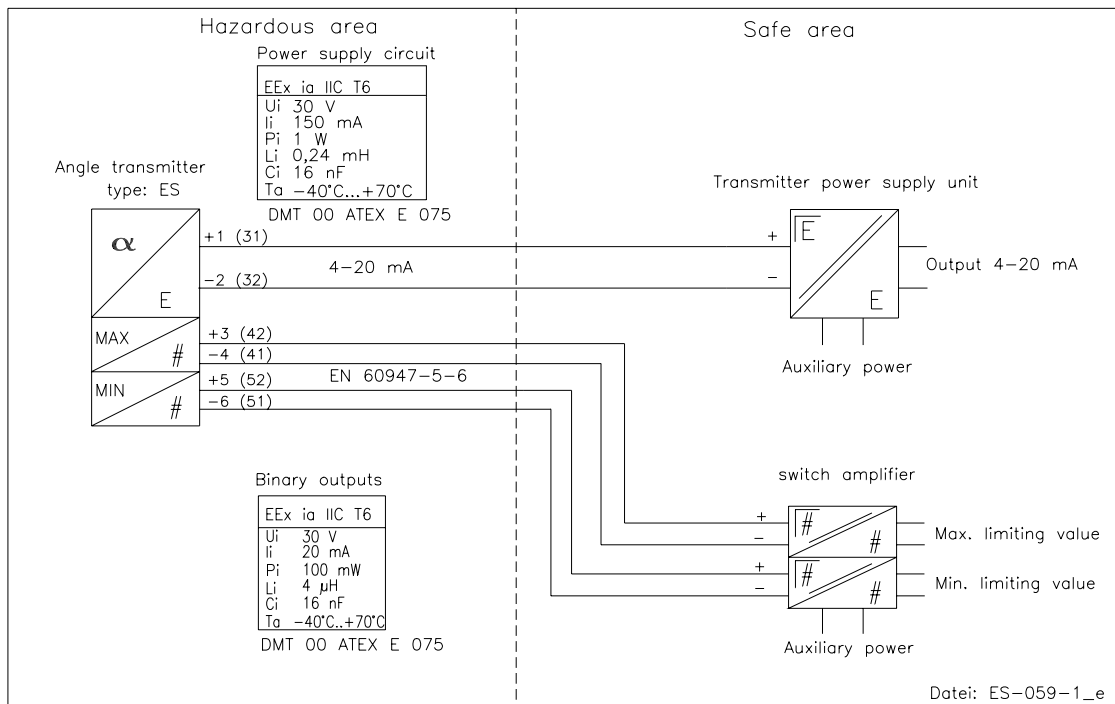 Hazardous area
Safe area
Power supply circuit
EEx ia IIC T6
Ui 30 V
Ii 150 mA
Pi 1 W
Li 0,24 mH
Ci 16 nF
Ta -40°C...+70°C
DMT 00 ATEX E 075
Angle transmitter
type: ES
α
E
+1 (31)
4-20 mA
-2 (32)
MAX
#
+3 (42)
-4 (41)
MIN
#
+5 (52)
EN 60947-5-6
-6 (51)
Transmitter power supply unit
+
-
E
E
Output 4-20 mA
Auxiliary power
Binary outputs
EEx ia IIC T6
Ui 30 V
Ii 20 mA
Pi 100 mW
Li 4 µH
Ci 16 nF
Ta -40°C..+70°C
DMT 00 ATEX E 075
switch amplifier
+
-
#
#
Max. limiting value
+
-
#
#
Min. limiting value
Auxiliary power
Datei: ES-059-1_e